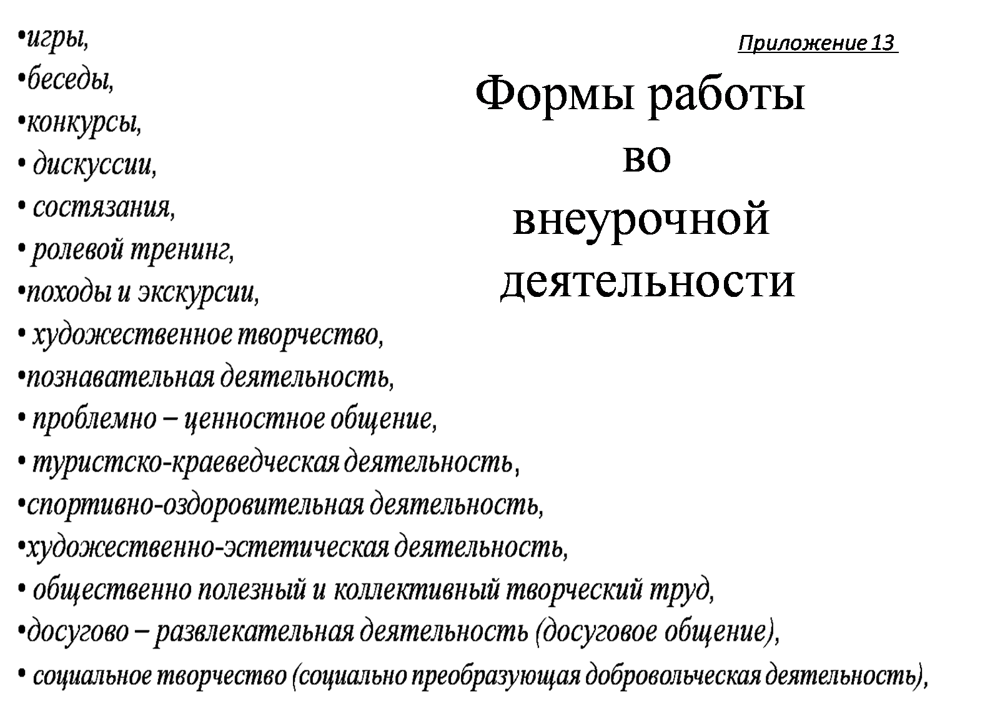 Приложение 13
Формы работы
во
внеурочной
деятельности
•игры,
•беседы,
•конкурсы,
• дискуссии,
• состязания,
• ролевой тренинг,
•походы и экскурсии,
• художественное творчество,
•познавательная деятельность,
• проблемно – ценностное общение,
• туристско-краеведческая деятельность,
•спортивно-оздоровительная деятельность,
•художественно-эстетическая деятельность,
• общественно полезный и коллективный творческий труд,
•досугово – развлекательная деятельность (досуговое общение),
• социальное творчество (социально преобразующая добровольческая деятельность),